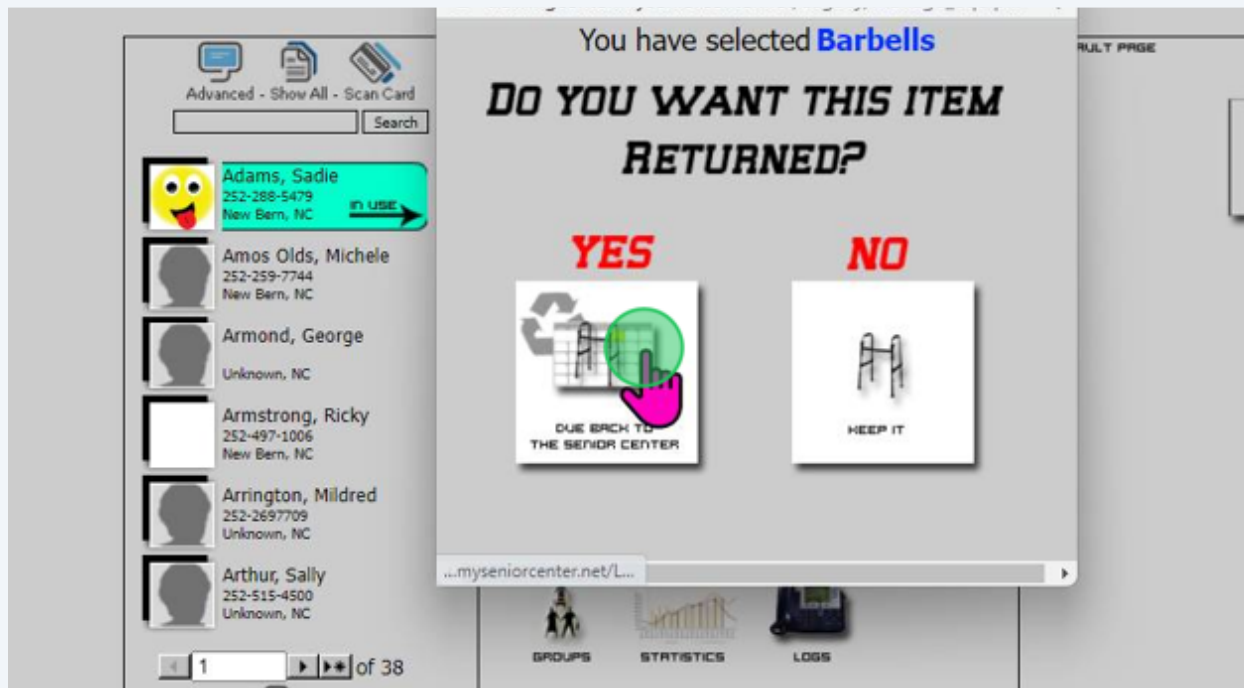 You have selected Barbells
DO YOU WANT THIS ITEM
RETURNED?
YES
NO
DUE BACK TO
THE SENIOR CENTER
KEEP IT
...myseniorcenter.net/L...
Advanced - Show All - Scan Card
Search
Adams, Sadie
252-288-5479
New Bern, NC
IN USE
Amos Olds, Michele
252-259-7744
New Bern, NC
Armond, George
Unknown, NC
Armstrong, Ricky
252-497-1006
New Bern, NC
Arrington, Mildred
252-2697709
Unknown, NC
Arthur, Sally
252-515-4500
Unknown, NC
1 of 38
GROUPS
STATISTICS
LOGS
AULT PAGE